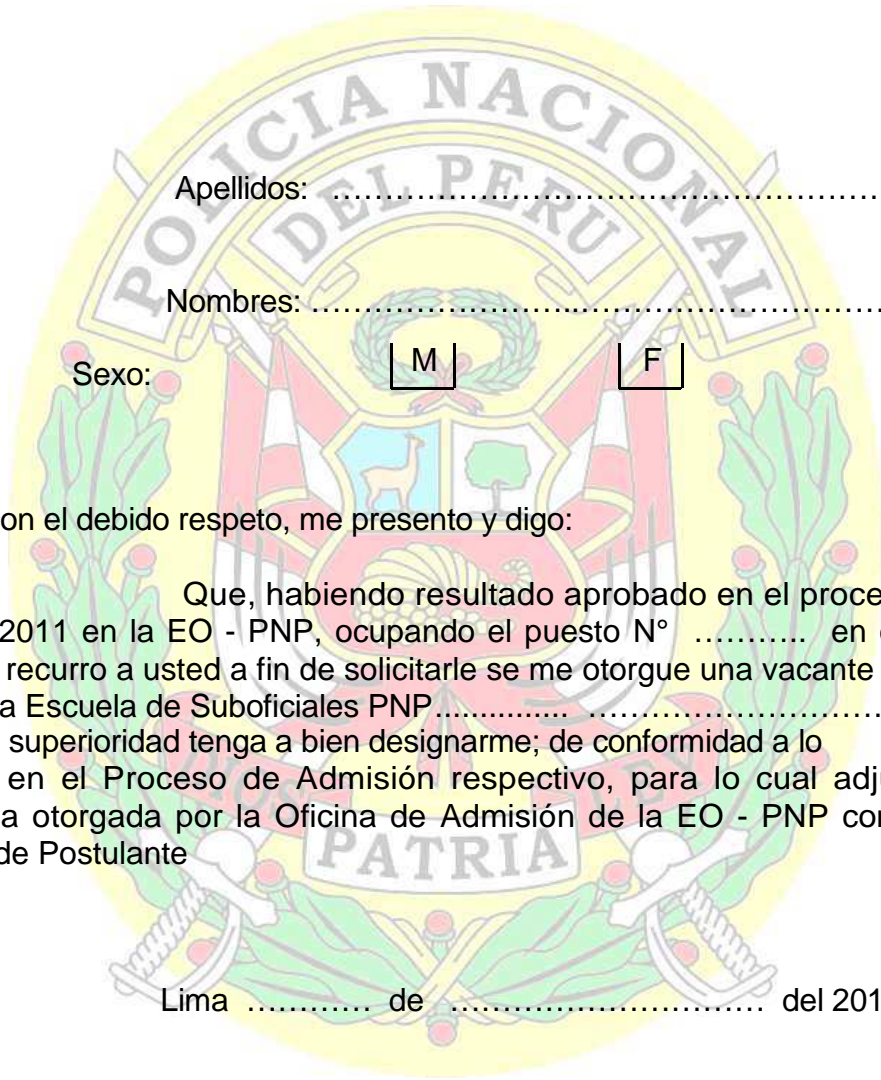 POLICIA NACIONAL
DEL PERU
Apellidos: ……………………………………………
Nombres: ……………………..…………………………
Sexo: M F
on el debido respeto, me presento y digo:
Que, habiendo resultado aprobado en el proce
2011 en la EO - PNP, ocupando el puesto N° ……….. en
recurro a usted a fin de solicitarle se me otorgue una vacante
a Escuela de Suboficiales PNP............... ………………………
superioridad tenga a bien designarme; de conformidad a lo
en el Proceso de Admisión respectivo, para lo cual adj
a otorgada por la Oficina de Admisión de la EO - PNP co
de Postulante
DIOS LEY
PATRIA
Lima ………… de ………………………… del 201